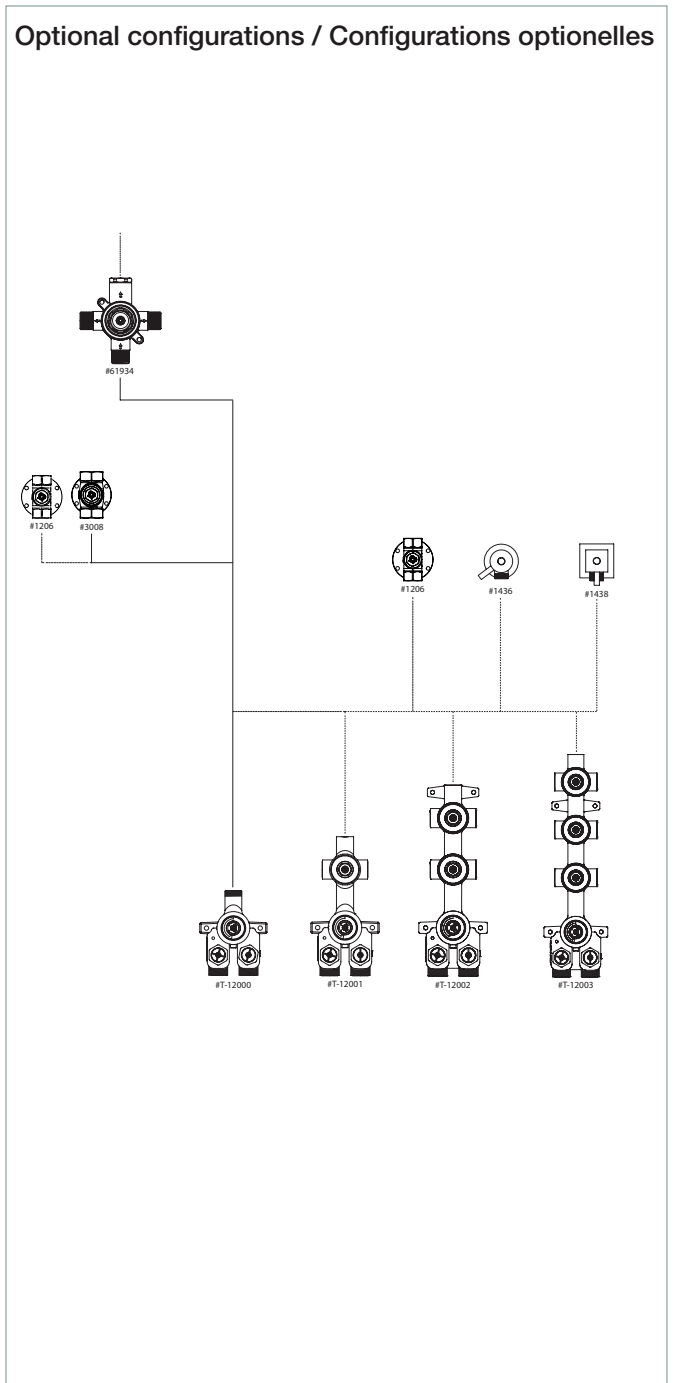 Optional configurations / Configurations optionelles
#61934
#1206
#3008
#1206
#1436
#1438
#T-12000
#T-12001
#T-12002
#T-12003